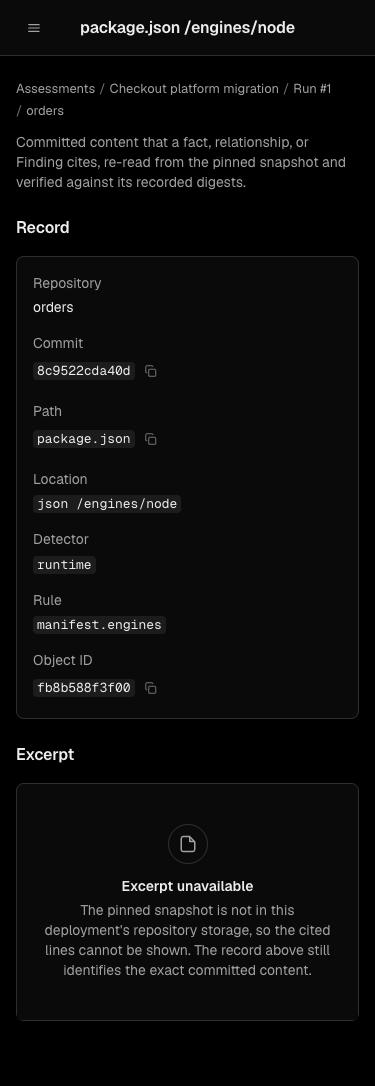 package.json /engines/node
Assessments / Checkout platform migration / Run #1
/ orders
Committed content that a fact, relationship, or
Finding cites, re-read from the pinned snapshot and
verified against its recorded digests.
Record
Repository
orders
Commit
8c9522cda40d
Path
package.json
Location
json /engines/node
Detector
runtime
Rule
manifest.engines
Object ID
fb8b588f3f00
Excerpt
Excerpt unavailable
The pinned snapshot is not in this
deployment's repository storage, so the cited
lines cannot be shown. The record above still
identifies the exact committed content.